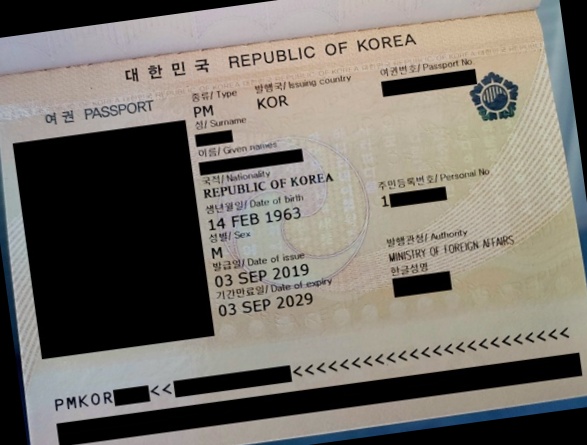 대한민국 REPUBLIC OF KOREA
여권 PASSPORT
종류/ Type 발행국/ Issuing country 여권번호/ Passport No.
PM KOR
성/ Surname
이름/ Given names
국적/ Nationality
REPUBLIC OF KOREA
주민등록번호/ Personal No
1
생년월일/ Date of birth
14 FEB 1963
성별/ Sex
M
발행관청/ Authority
MINISTRY OF FOREIGN AFFAIRS
발급일/ Date of issue
03 SEP 2019
한글성명
기간만료일/ Date of expiry
03 SEP 2029
PMKOR<<<<<<<<<<<<<<<<<<<<<<<<<<<<